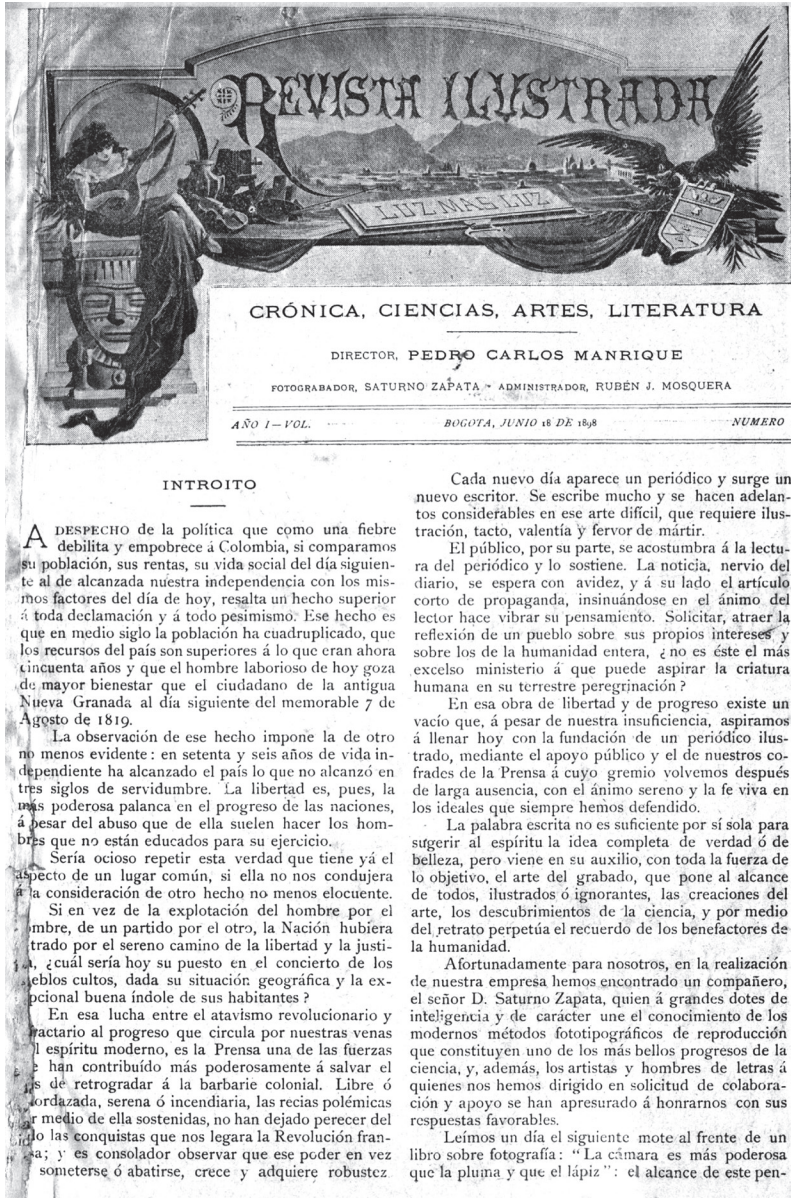 REVISTA ILUSTRADA
LUZ MAS LUZ
CRÓNICA, CIENCIAS, ARTES, LITERATURA
DIRECTOR, PEDRO CARLOS MANRIQUE
FOTOGRABADOR, SATURNO ZAPATA - ADMINISTRADOR, RUBÉN J. MOSQUERA
AÑO I—VOL. BOGOTA, JUNIO 18 DE 1898 NUMERO
INTROITO
A DESPECHO de la política que como una fiebre
debilita y empobrece á Colombia, si comparamos
su población, sus rentas, su vida social del día siguien-
te al de alcanzada nuestra independencia con los mis-
mos factores del día de hoy, resalta un hecho superior
á toda declamación y á todo pesimismo. Ese hecho es
que en medio siglo la población ha cuadruplicado, que
los recursos del país son superiores á lo que eran ahora
cincuenta años y que el hombre laborioso de hoy goza
de mayor bienestar que el ciudadano de la antigua
Nueva Granada al día siguiente del memorable 7 de
Agosto de 1819.
La observación de ese hecho impone la de otro
no menos evidente: en setenta y seis años de vida in-
dependiente ha alcanzado el país lo que no alcanzó en
tres siglos de servidumbre. La libertad es, pues, la
más poderosa palanca en el progreso de las naciones,
á pesar del abuso que de ella suelen hacer los hom-
bres que no están educados para su ejercicio.
Sería ocioso repetir esta verdad que tiene yá el
aspecto de un lugar común, si ella no nos condujera
á la consideración de otro hecho no menos elocuente.
Si en vez de la explotación del hombre por el
mbre, de un partido por el otro, la Nación hubiera
trado por el sereno camino de la libertad y la justi-
a, ¿cuál sería hoy su puesto en el concierto de los
eblos cultos, dada su situación geográfica y la ex-
pcional buena índole de sus habitantes?
En esa lucha entre el atavismo revolucionario y
ractario al progreso que circula por nuestras venas
l espíritu moderno, es la Prensa una de las fuerzas
e han contribuído más poderosamente á salvar el
s de retrogradar á la barbarie colonial. Libre ó
ordazada, serena ó incendiaria, las recias polémicas
r medio de ella sostenidas, no han dejado perecer del
do las conquistas que nos legara la Revolución fran-
sa; y es consolador observar que ese poder en vez
someterse ó abatirse, crece y adquiere robustez
Cada nuevo día aparece un periódico y surge un
nuevo escritor. Se escribe mucho y se hacen adelan-
tos considerables en ese arte difícil, que requiere ilus-
tración, tacto, valentía y fervor de mártir.
El público, por su parte, se acostumbra á la lectu-
ra del periódico y lo sostiene. La noticia, nervio del
diario, se espera con avidez, y á su lado el artículo
corto de propaganda, insinuándose en el ánimo del
lector hace vibrar su pensamiento. Solicitar, atraer la
reflexión de un pueblo sobre sus propios intereses y
sobre los de la humanidad entera, ¿no es éste el más
excelso ministerio á que puede aspirar la criatura
humana en su terrestre peregrinación?
En esa obra de libertad y de progreso existe un
vacío que, á pesar de nuestra insuficiencia, aspiramos
á llenar hoy con la fundación de un periódico ilus-
trado, mediante el apoyo público y el de nuestros co-
frades de la Prensa á cuyo gremio volvemos después
de larga ausencia, con el ánimo sereno y la fe viva en
los ideales que siempre hemos defendido.
La palabra escrita no es suficiente por sí sola para
sugerir al espíritu la idea completa de verdad ó de
belleza, pero viene en su auxilio, con toda la fuerza de
lo objetivo, el arte del grabado, que pone al alcance
de todos, ilustrados ó ignorantes, las creaciones del
arte, los descubrimientos de la ciencia, y por medio
del retrato perpetúa el recuerdo de los benefactores de
la humanidad.
Afortunadamente para nosotros, en la realización
de nuestra empresa hemos encontrado un compañero,
el señor D. Saturno Zapata, quien á grandes dotes de
inteligencia y de carácter une el conocimiento de los
modernos métodos fototipográficos de reproducción
que constituyen uno de los más bellos progresos de la
ciencia, y, además, los artistas y hombres de letras á
quienes nos hemos dirigido en solicitud de colabora-
ción y apoyo se han apresurado á honrarnos con sus
respuestas favorables.
Leímos un día el siguiente mote al frente de un
libro sobre fotografía: "La cámara es más poderosa
que la pluma y que el lápiz": el alcance de este pen-